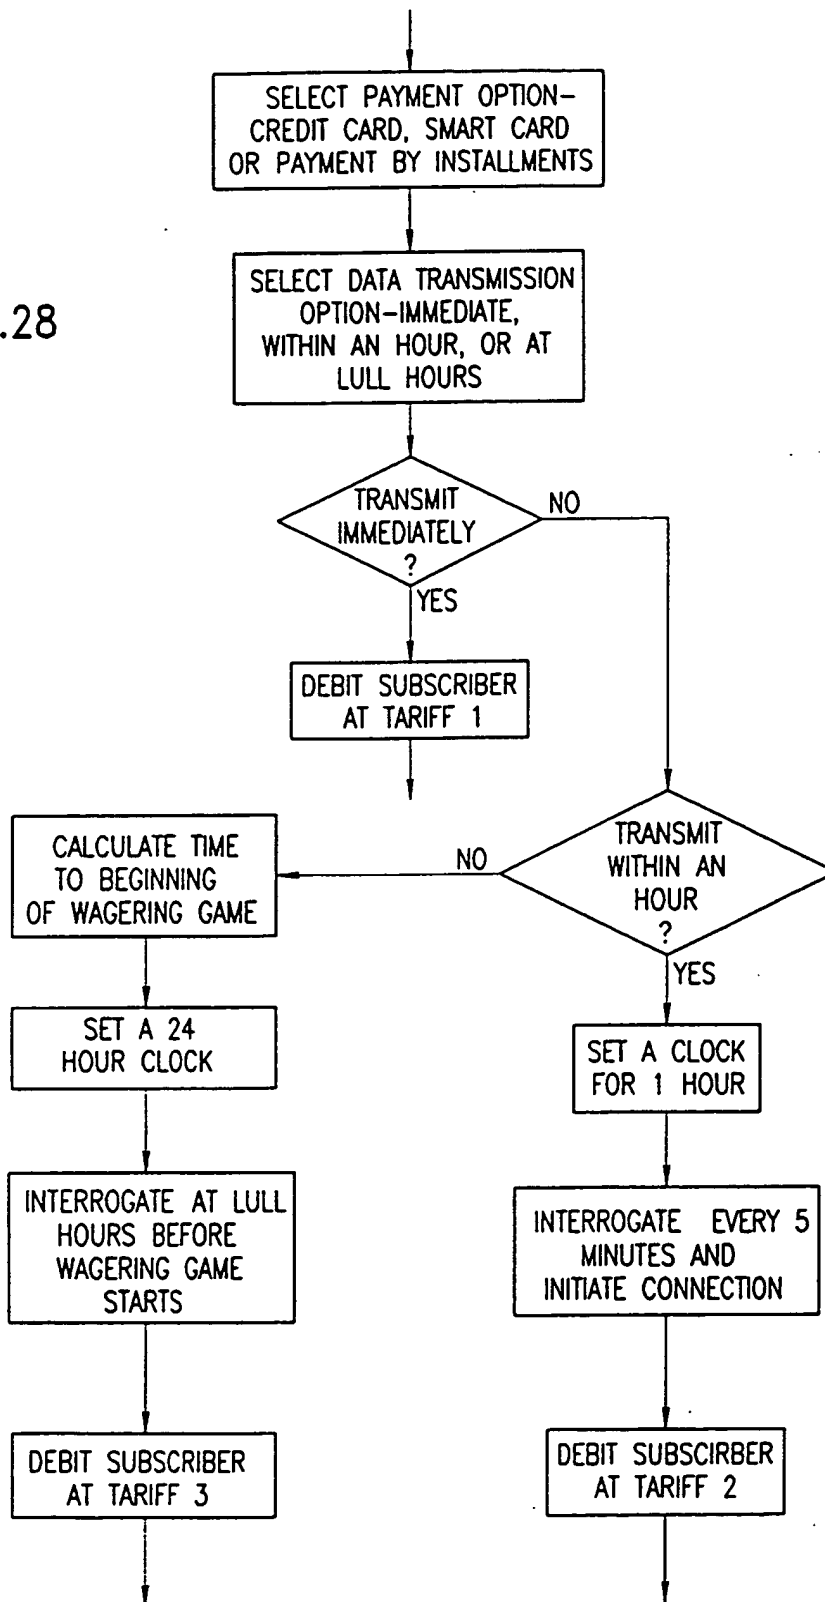 SELECT PAYMENT OPTION-
CREDIT CARD, SMART CARD
OR PAYMENT BY INSTALLMENTS
.28
SELECT DATA TRANSMISSION
OPTION-IMMEDIATE,
WITHIN AN HOUR, OR AT
LULL HOURS
TRANSMIT
IMMEDIATELY
?
NO
YES
DEBIT SUBSCRIBER
AT TARIFF 1
TRANSMIT
WITHIN AN
HOUR
?
NO
YES
CALCULATE TIME
TO BEGINNING
OF WAGERING GAME
SET A 24
HOUR CLOCK
SET A CLOCK
FOR 1 HOUR
INTERROGATE AT LULL
HOURS BEFORE
WAGERING GAME
STARTS
INTERROGATE EVERY 5
MINUTES AND
INITIATE CONNECTION
DEBIT SUBSCRIBER
AT TARIFF 3
DEBIT SUBSCIRBER
AT TARIFF 2